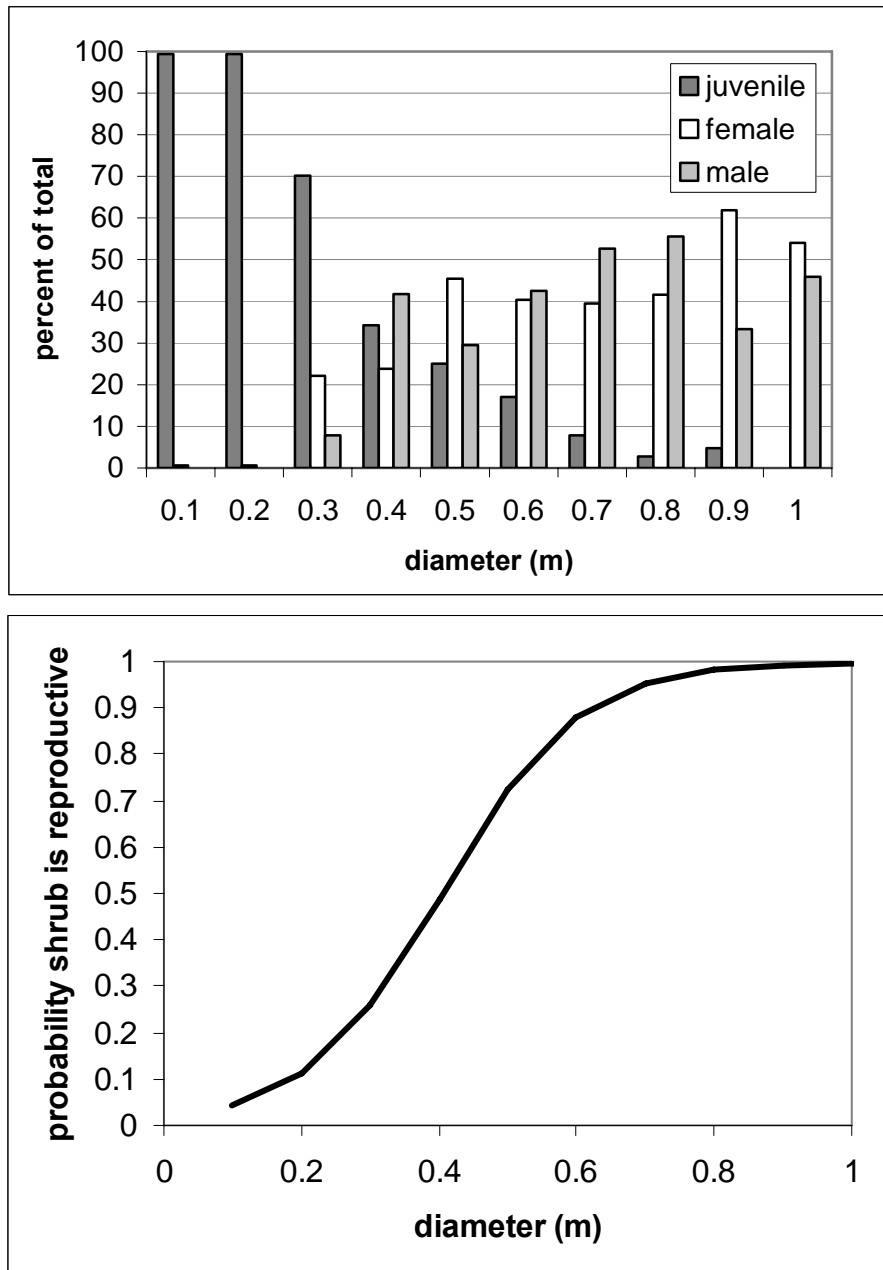 percent of total
100
90
80
70
60
50
40
30
20
10
0
juvenile
female
male
0.1 0.2 0.3 0.4 0.5 0.6 0.7 0.8 0.9 1
diameter (m)
probability shrub is reproductive
1
0.9
0.8
0.7
0.6
0.5
0.4
0.3
0.2
0.1
0
0 0.2 0.4 0.6 0.8 1
diameter (m)